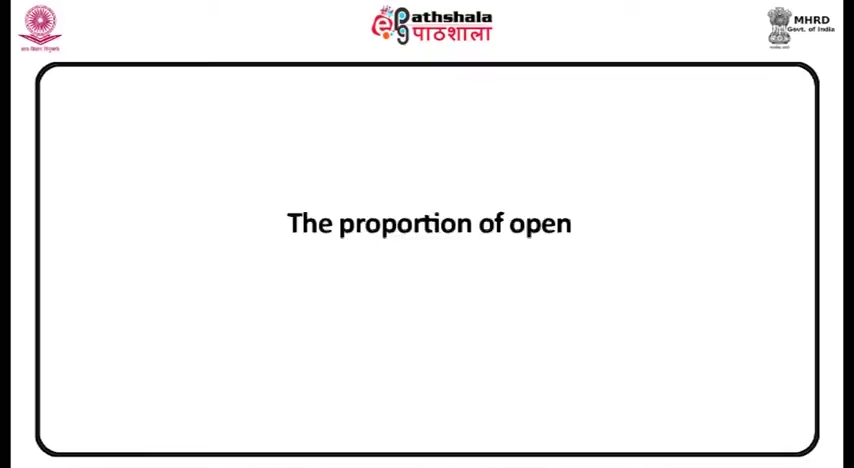 ePathshala
पाठशाला
MHRD
Govt. of India
The proportion of open